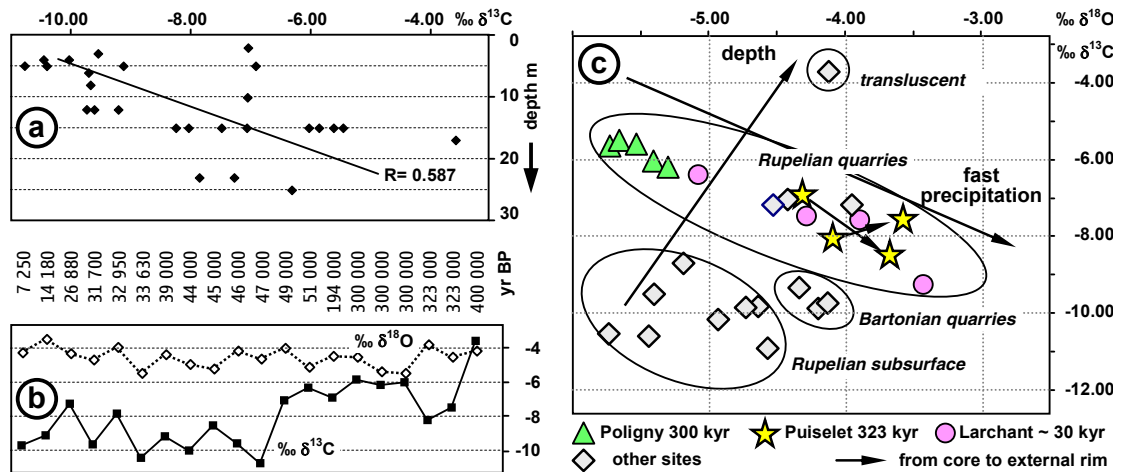 -10.00 -8.00 -6.00 -4.00 ‰ δ¹³C
0
10
20
30
depth m
a
R= 0.587
7 250
14 180
26 880
31 700
32 950
33 630
39 000
39 000
46 000
46 000
47 000
49 000
51 000
194 000
300 000
300 000
300 000
323 000
323 000
400 000
yr BP
-4
-6
-8
-10
‰ δ¹⁸O
b
‰ δ¹³C
-5.00 -4.00 -3.00 ‰ δ¹⁸O
‰ δ¹³C
c
depth
transluscent
-4.00
Rupelian quarries
-6.00
fast
precipitation
-8.00
-10.00
Bartonian quarries
Rupelian subsurface
-12.00
Poligny 300 kyr Puiselet 323 kyr Larchant ~ 30 kyr
other sites from core to external rim